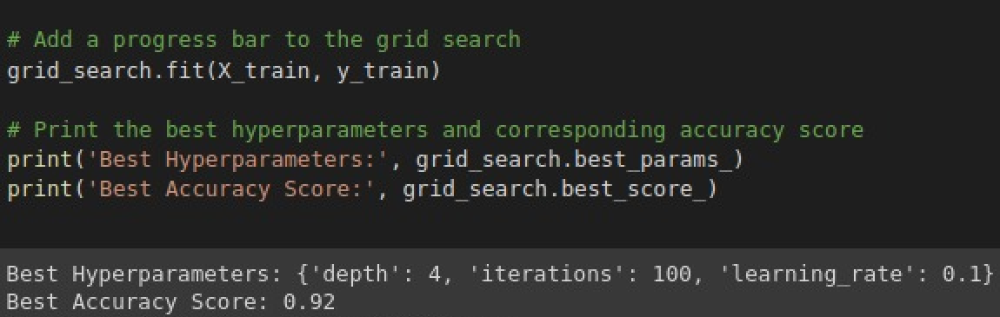 # Add a progress bar to the grid search
grid_search.fit(X_train, y_train)
# Print the best hyperparameters and corresponding accuracy score
print('Best Hyperparameters:', grid_search.best_params_)
print('Best Accuracy Score:', grid_search.best_score_)
Best Hyperparameters: {'depth': 4, 'iterations': 100, 'learning_rate': 0.1}
Best Accuracy Score: 0.92